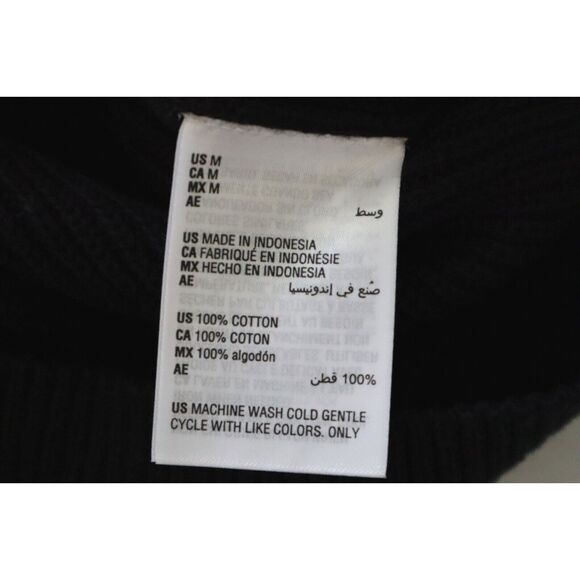 US M
CA M
MX M
AE وسط
US MADE IN INDONESIA
CA FABRIQUÉ EN INDONÉSIE
MX HECHO EN INDONESIA
AE صُنع في إندونيسيا
US 100% COTTON
CA 100% COTON
MX 100% algodón
AE 100% قطن
US MACHINE WASH COLD GENTLE
CYCLE WITH LIKE COLORS. ONLY